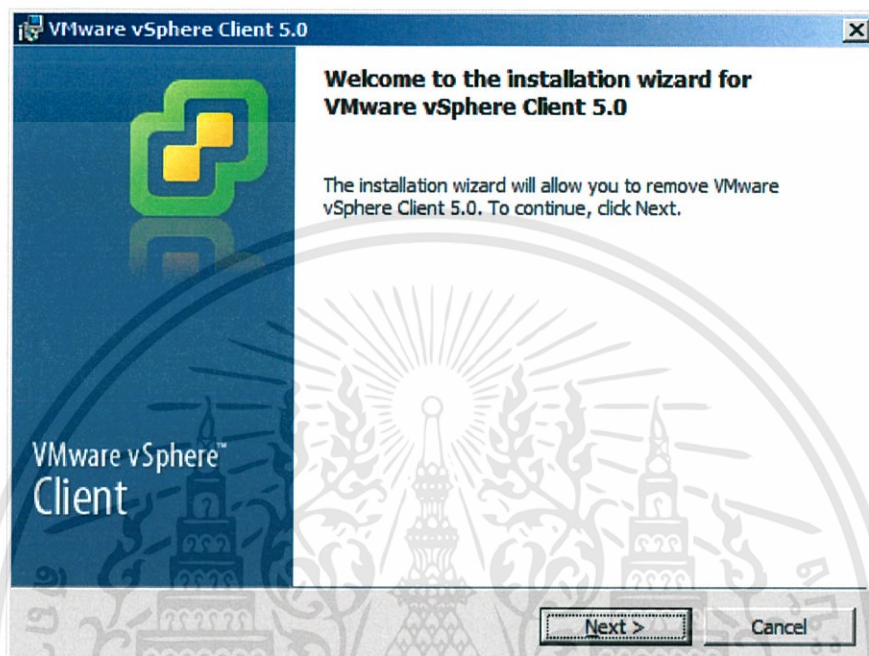 VMware vSphere Client 5.0
Welcome to the installation wizard for
VMware vSphere Client 5.0
The installation wizard will allow you to remove VMware
vSphere Client 5.0. To continue, click Next.
VMware vSphere™
Client
Next >
Cancel